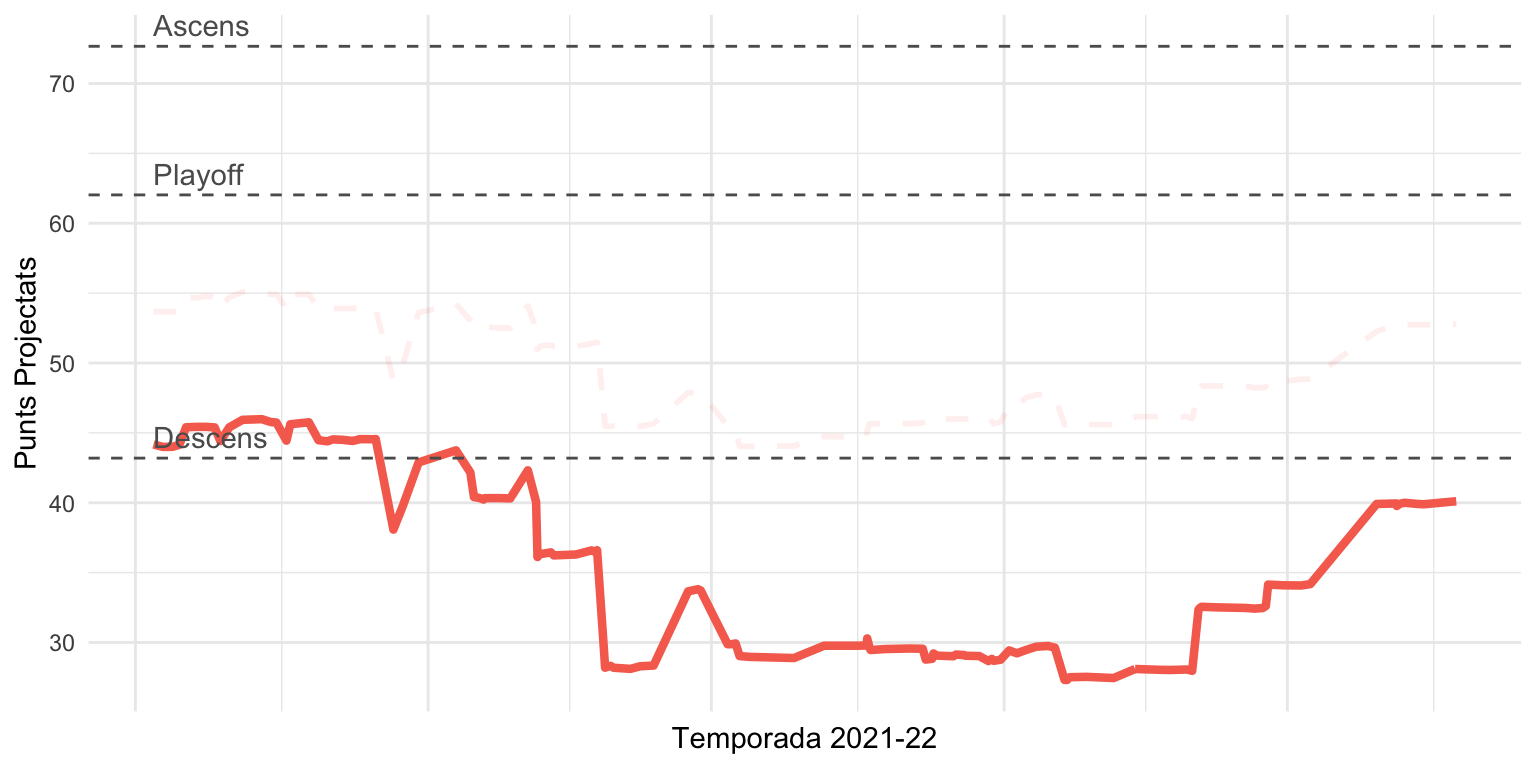 Ascens
70
Playoff
60
50
Descens
40
30
Punts Projectats
Temporada 2021-22